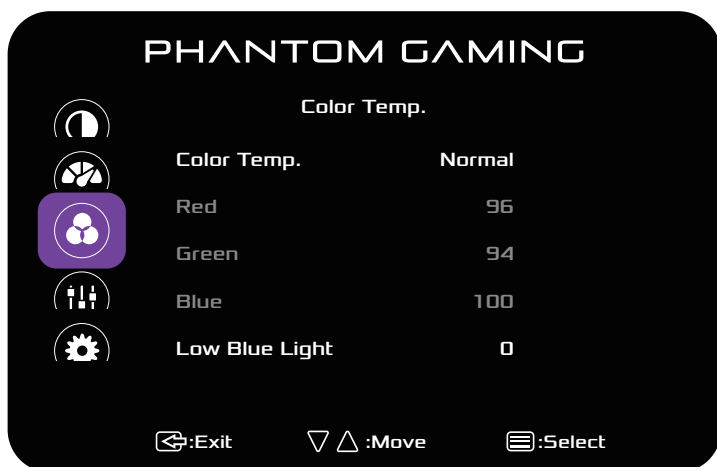 PHANTOM GAMING
Color Temp.
Color Temp. Normal
Red 96
Green 94
Blue 100
Low Blue Light 0
:Exit :Move :Select